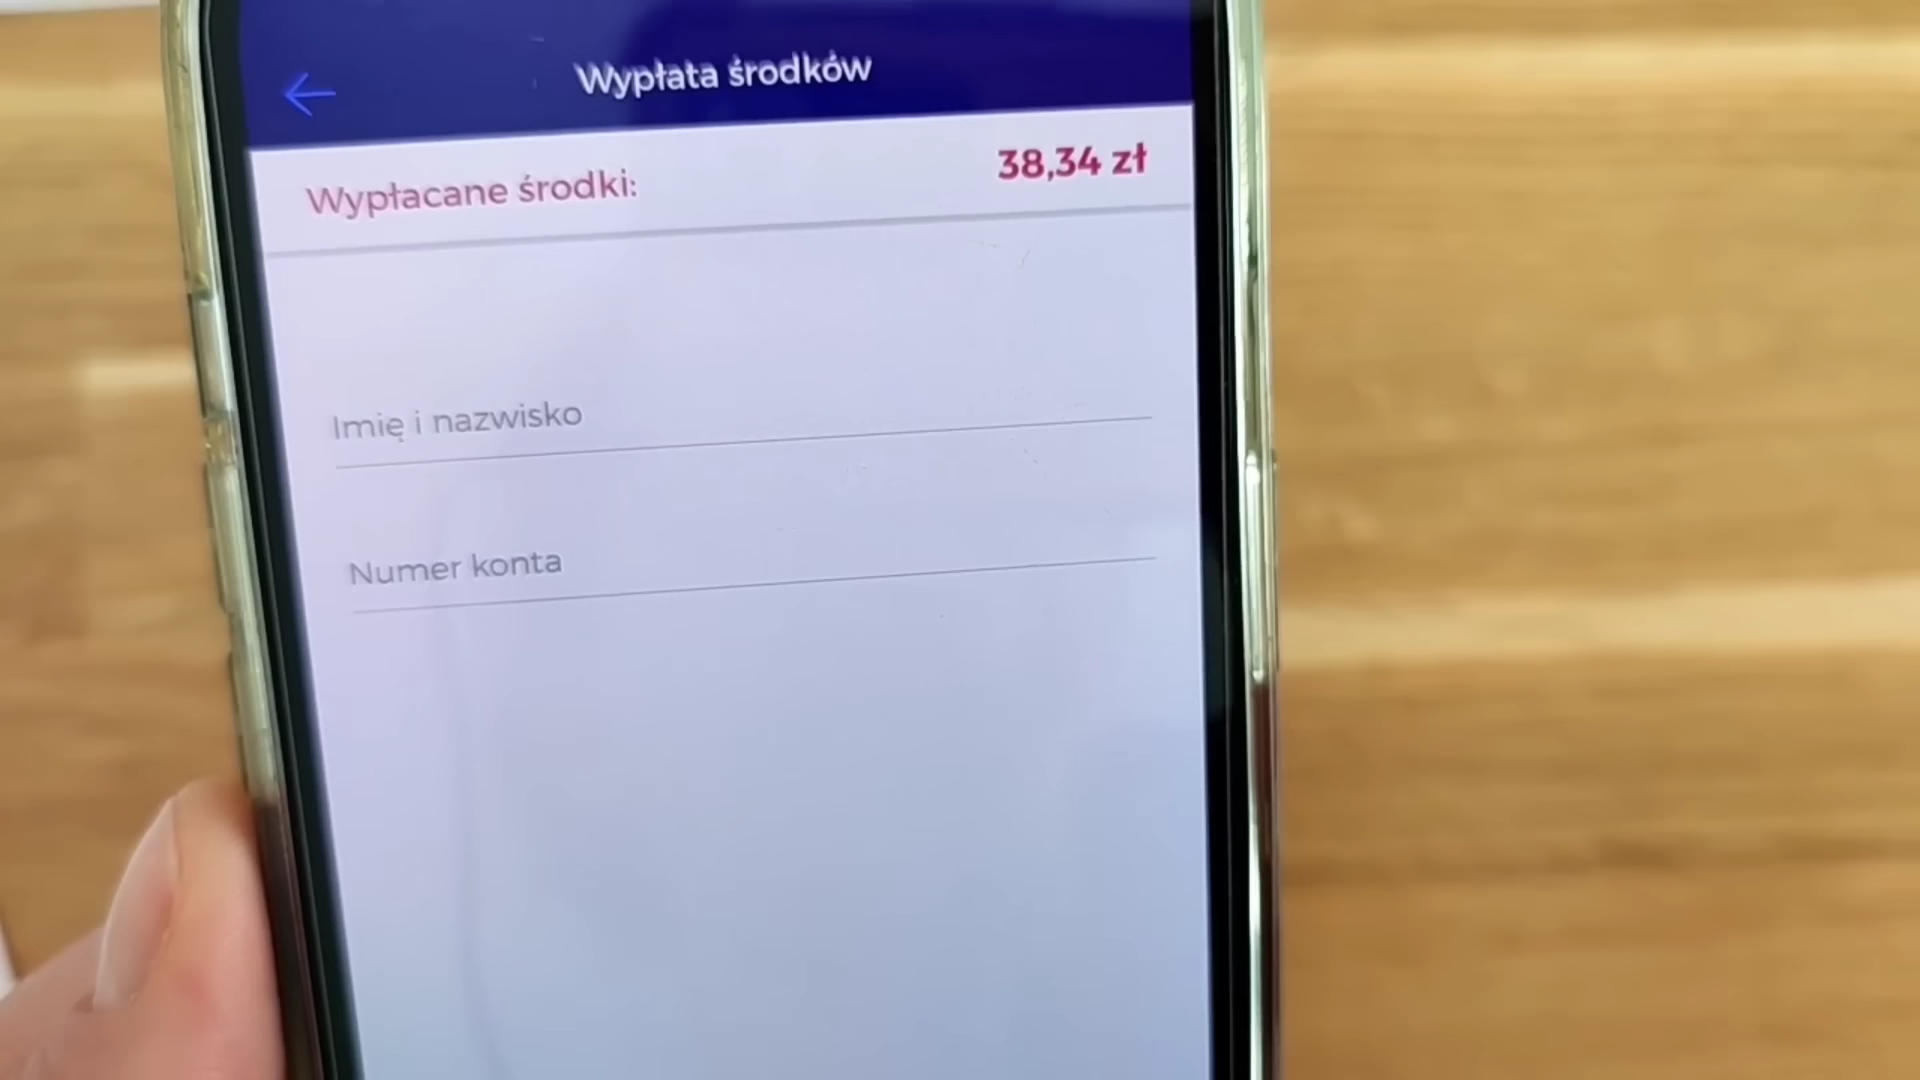 Wypłata środków
Wypłacane środki: 38,34 zł
Imię i nazwisko
Numer konta